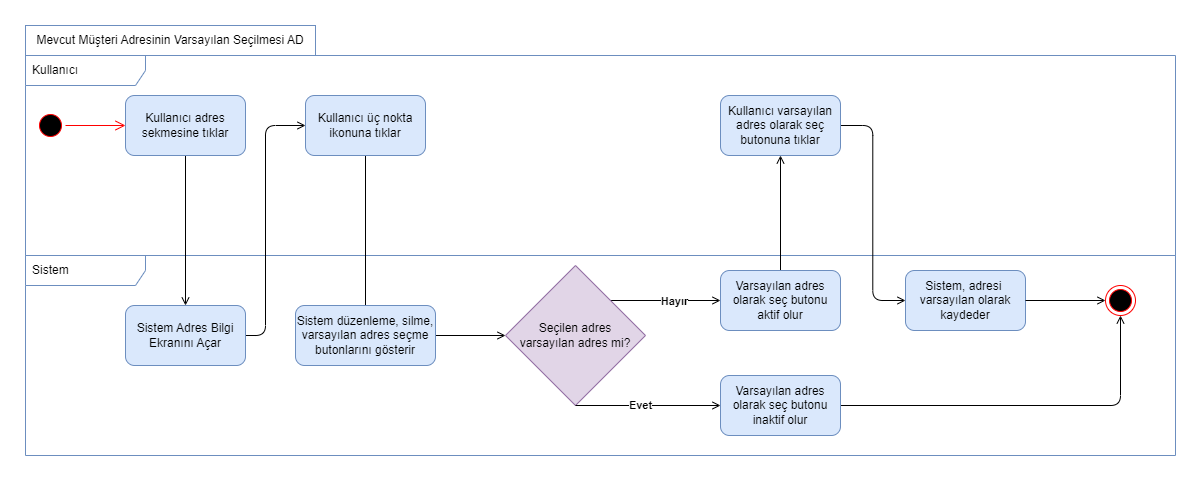 Mevcut Müşteri Adresinin Varsayılan Seçilmesi AD
Kullanıcı
Kullanıcı adres
sekmesine tıklar
Kullanıcı üç nokta
ikonuna tıklar
Kullanıcı varsayılan
adres olarak seç
butonuna tıklar
Sistem
Sistem Adres Bilgi
Ekranını Açar
Sistem düzenleme, silme,
varsayılan adres seçme
butonlarını gösterir
Seçilen adres
varsayılan adres mi?
Hayır
Varsayılan adres
olarak seç butonu
aktif olur
Sistem, adresi
varsayılan olarak
kaydeder
Evet
Varsayılan adres
olarak seç butonu
inaktif olur